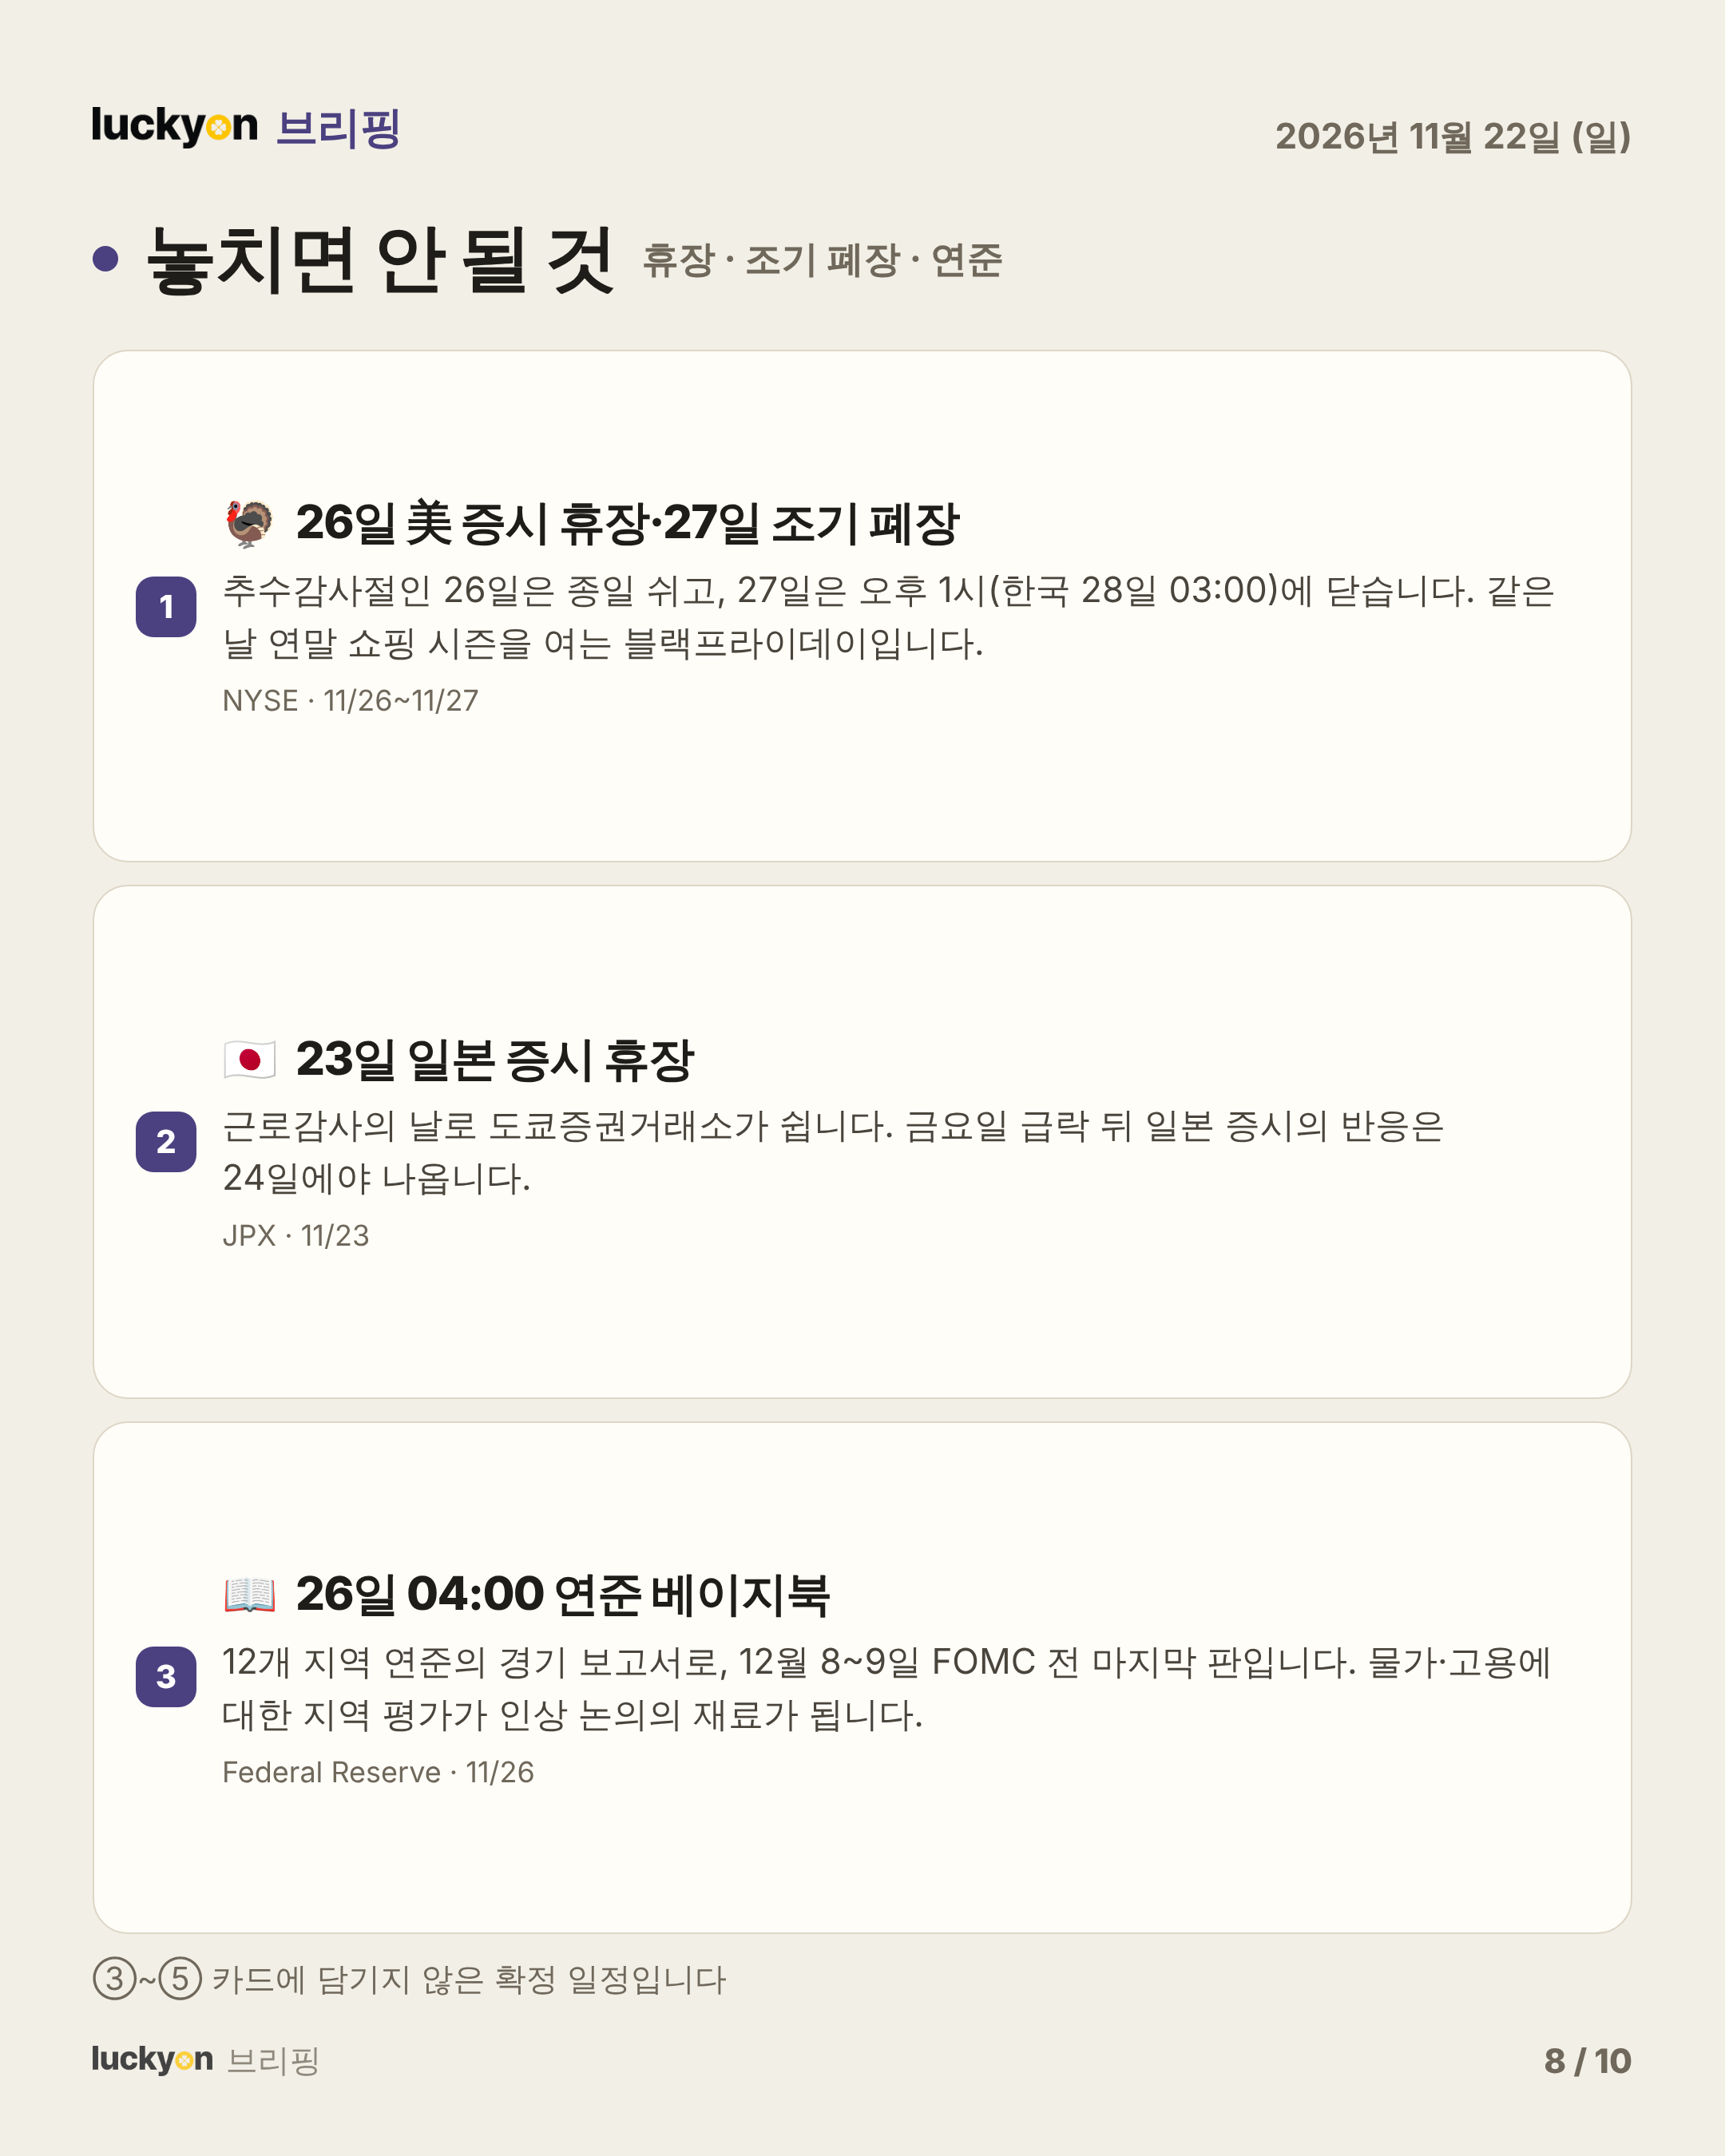 luckyon 브리핑
2026년 11월 22일 (일)
놓치면 안 될 것 휴장 · 조기 폐장 · 연준
26일 美 증시 휴장·27일 조기 폐장
1
추수감사절인 26일은 종일 쉬고, 27일은 오후 1시(한국 28일 03:00)에 닫습니다. 같은
날 연말 쇼핑 시즌을 여는 블랙프라이데이입니다.
NYSE · 11/26~11/27
23일 일본 증시 휴장
2
근로감사의 날로 도쿄증권거래소가 쉽니다. 금요일 급락 뒤 일본 증시의 반응은
24일에야 나옵니다.
JPX · 11/23
26일 04:00 연준 베이지북
3
12개 지역 연준의 경기 보고서로, 12월 8~9일 FOMC 전 마지막 판입니다. 물가·고용에
대한 지역 평가가 인상 논의의 재료가 됩니다.
Federal Reserve · 11/26
③~⑤ 카드에 담기지 않은 확정 일정입니다
luckyon 브리핑
8 / 10